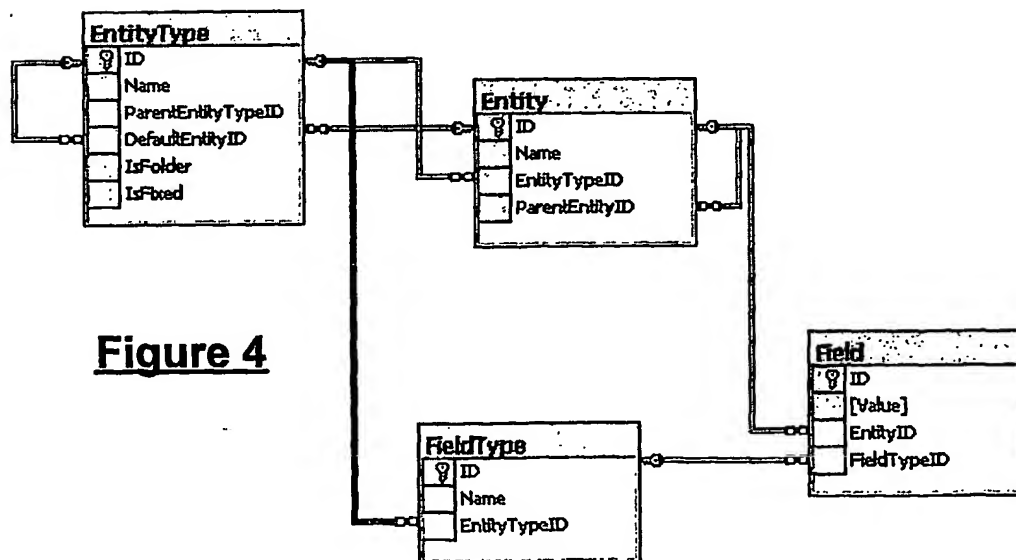 EntityType
ID
Name
ParentEntityTypeID
DefaultEntityID
IsFolder
IsFixed
Entity
ID
Name
EntityTypeID
ParentEntityID
Figure 4
Field
ID
[Value]
EntityID
FieldTypeID
FieldType
ID
Name
EntityTypeID